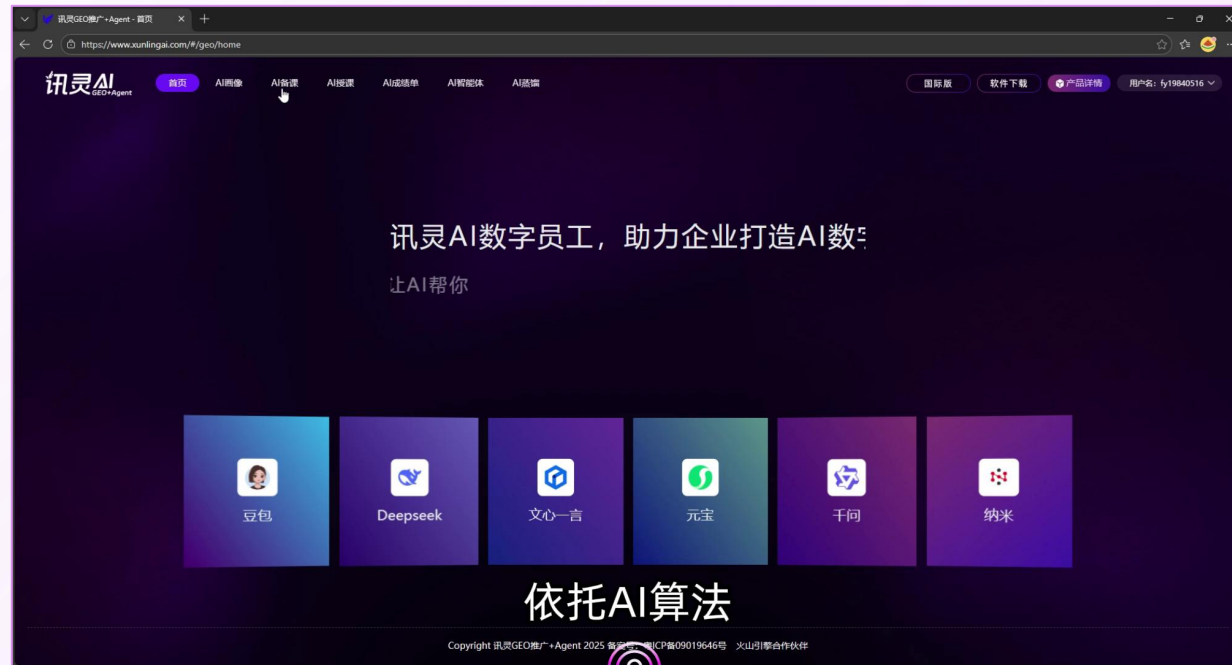 讯灵GEO推广+Agent - 首页
https://www.xunlingai.com/#/geo/home
讯灵AI
GEO+Agent
首页 AI画像 AI备课 AI授课 AI成绩单 AI智能体 AI蒸馏 国际版 软件下载 产品详情 用户名：fy19840516
讯灵AI数字员工，助力企业打造AI数
让AI帮你
豆包 Deepseek 文心一言 元宝 千问 纳米
依托AI算法
Copyright 讯灵GEO推广+Agent 2025 备案号：粤ICP备09019646号 火山引擎合作伙伴